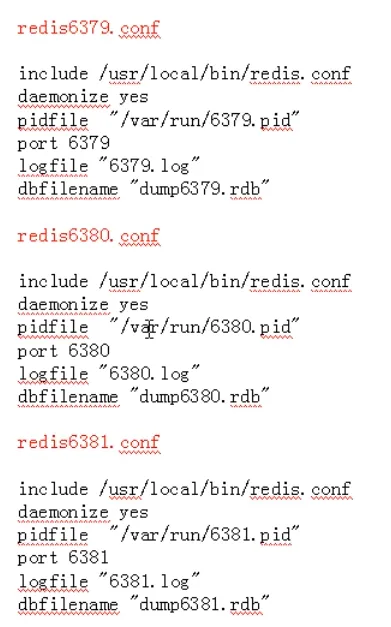 redis6379.conf
include /usr/local/bin/redis.conf
daemonize yes
pidfile  "/var/run/6379.pid"
port 6379
logfile "6379.log"
dbfilename "dump6379.rdb"
redis6380.conf
include /usr/local/bin/redis.conf
daemonize yes
pidfile  "/var/run/6380.pid"
port 6380
logfile "6380.log"
dbfilename "dump6380.rdb"
redis6381.conf
include /usr/local/bin/redis.conf
daemonize yes
pidfile  "/var/run/6381.pid"
port 6381
logfile "6381.log"
dbfilename "dump6381.rdb"